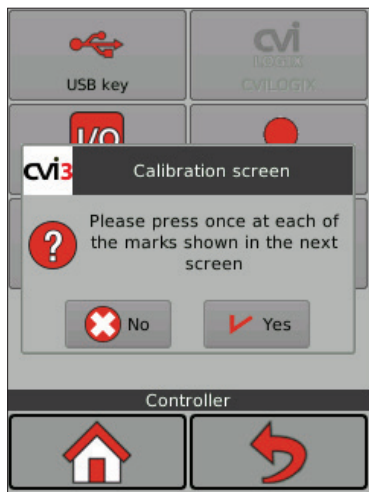 USB key
cvi
LOGIX
CVILOGIX
I/O
cvi3
Calibration screen
Please press once at each of
the marks shown in the next
screen
?
No
Yes
Controller